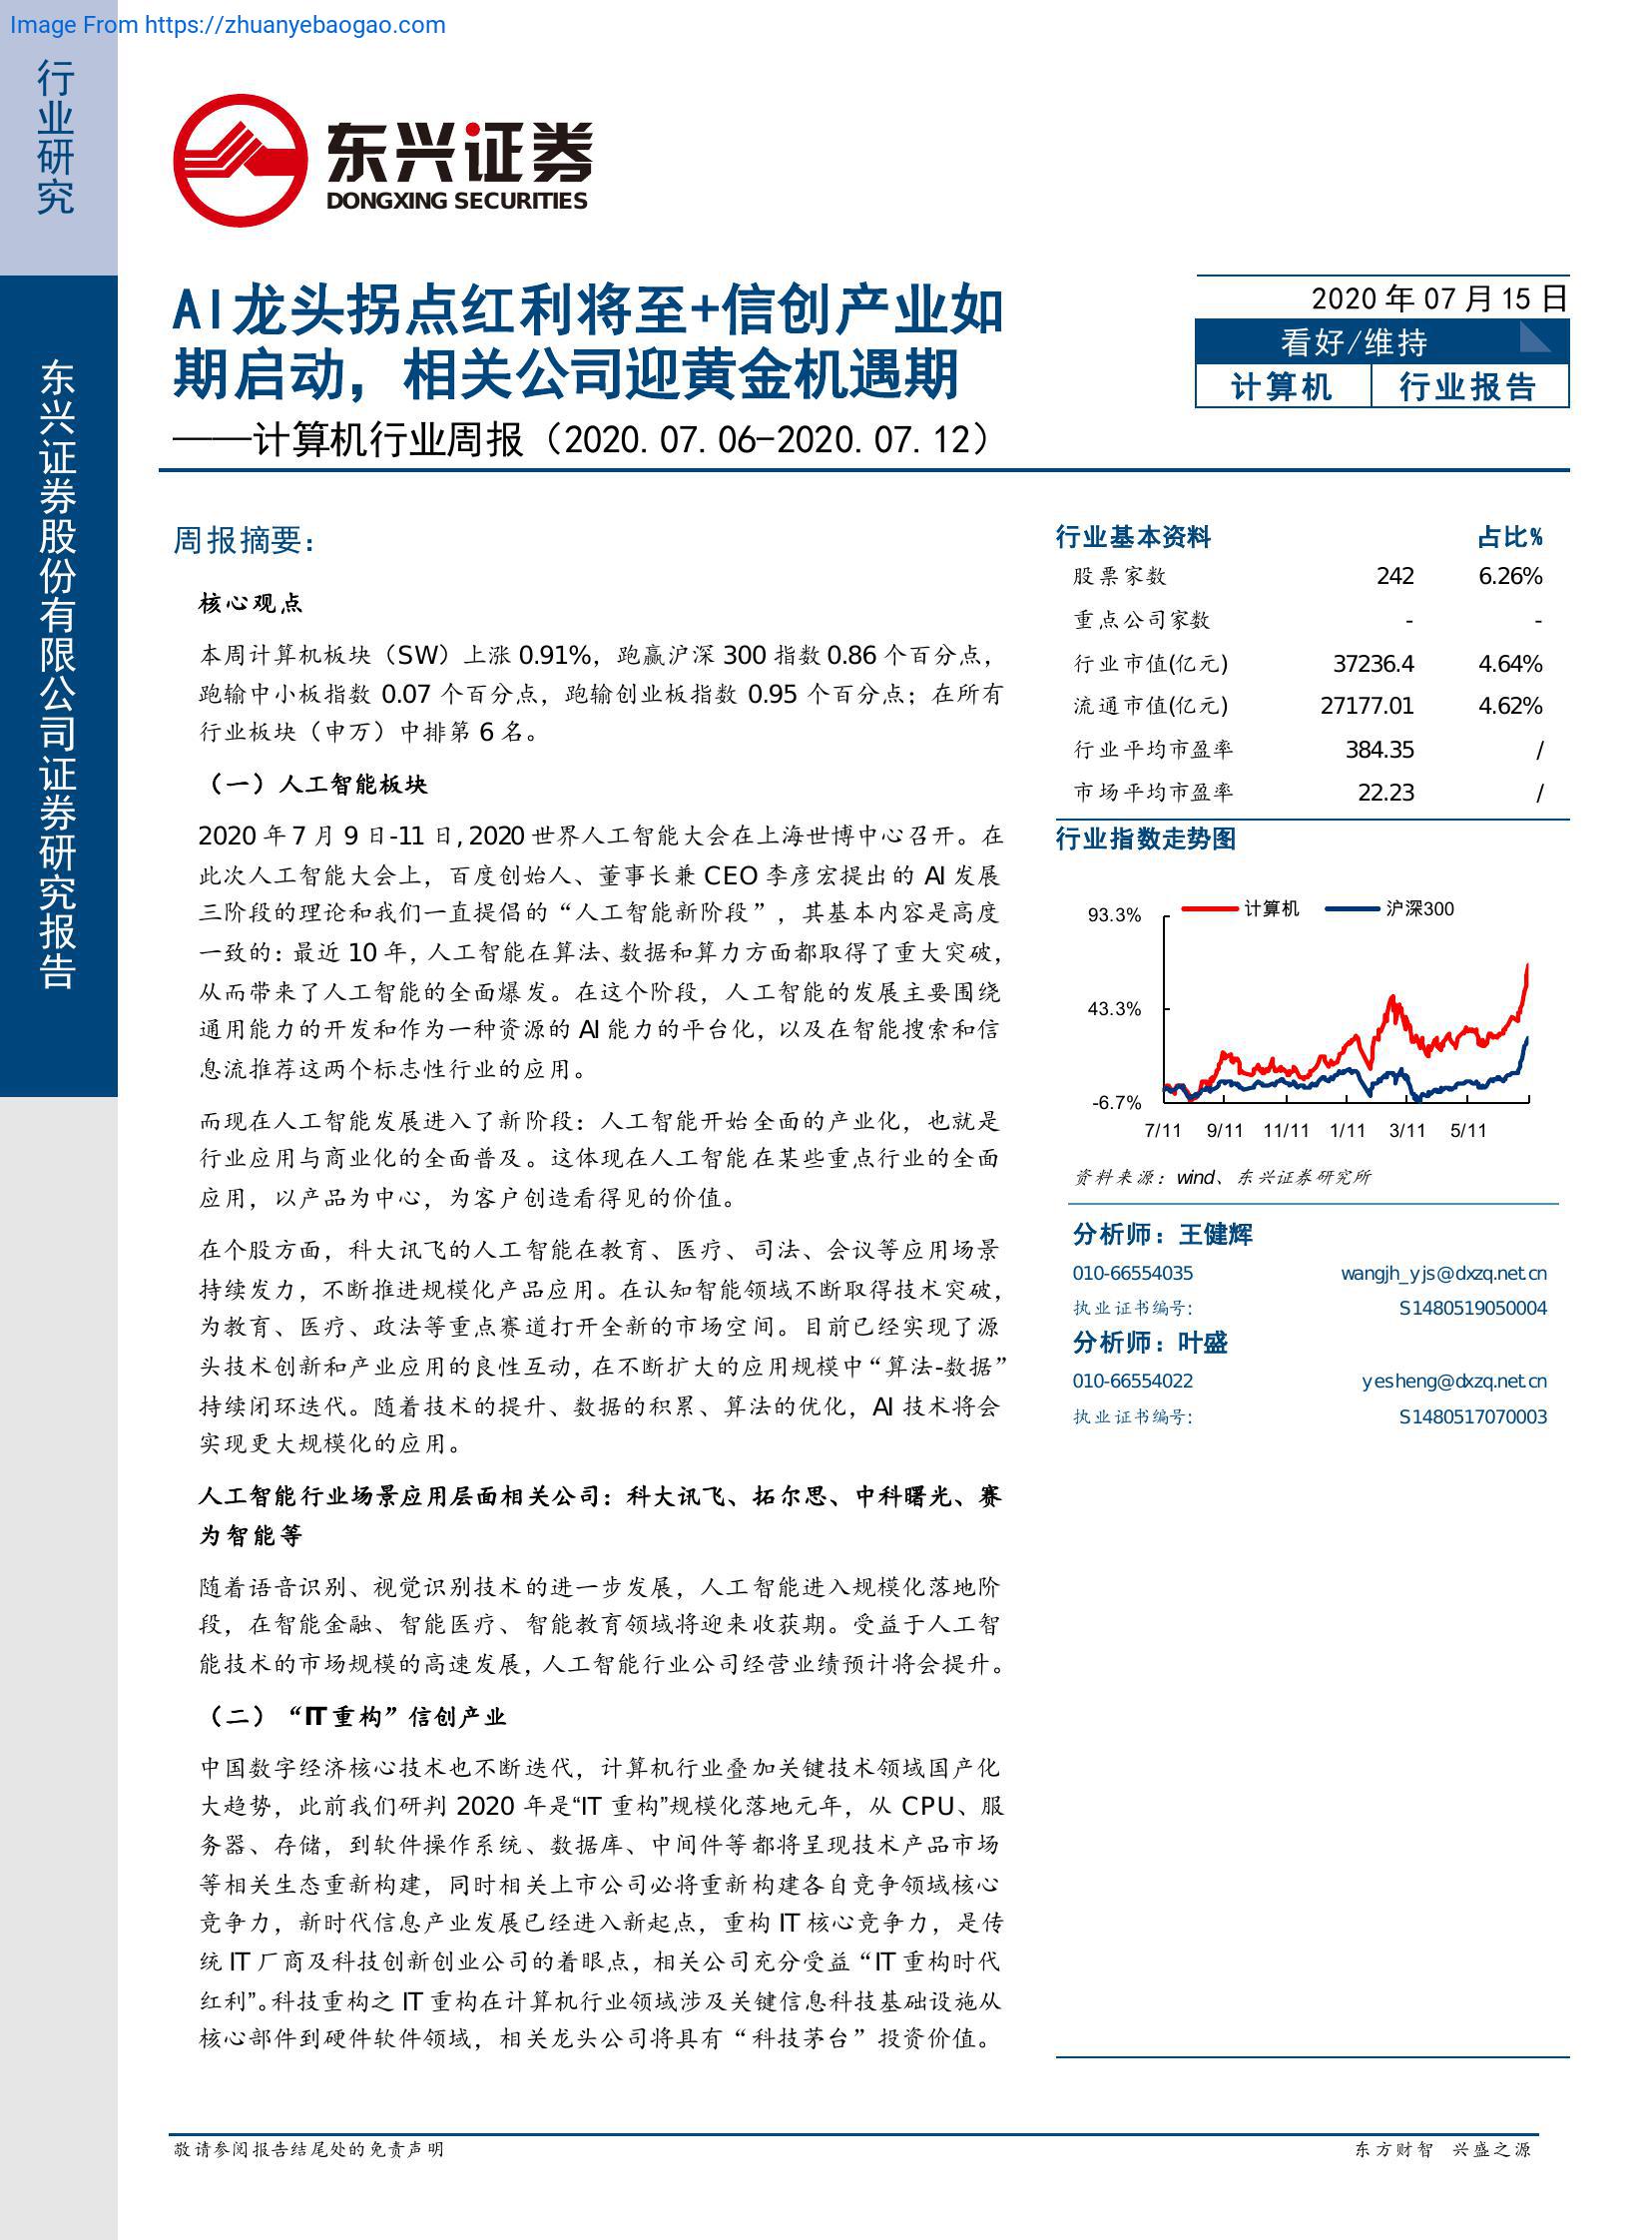 Image From https://zhuanyebaogao.com
行业研究
东兴证券股份有限公司证券研究报告
东兴证券
DONGXING SECURITIES
AI龙头拐点红利将至+信创产业如
期启动，相关公司迎黄金机遇期
——计算机行业周报（2020.07.06-2020.07.12）
2020 年 07 月 15 日
看好/维持
计算机 行业报告
周报摘要：
核心观点
本周计算机板块（SW）上涨 0.91%，跑赢沪深 300 指数 0.86 个百分点，
跑输中小板指数 0.07 个百分点，跑输创业板指数 0.95 个百分点；在所有
行业板块（申万）中排第 6 名。
（一）人工智能板块
2020 年 7 月 9 日-11 日，2020 世界人工智能大会在上海世博中心召开。在
此次人工智能大会上，百度创始人、董事长兼 CEO 李彦宏提出的 AI 发展
三阶段的理论和我们一直提倡的“人工智能新阶段”，其基本内容是高度
一致的：最近 10 年，人工智能在算法、数据和算力方面都取得了重大突破，
从而带来了人工智能的全面爆发。在这个阶段，人工智能的发展主要围绕
通用能力的开发和作为一种资源的 AI 能力的平台化，以及在智能搜索和信
息流推荐这两个标志性行业的应用。
而现在人工智能发展进入了新阶段：人工智能开始全面的产业化，也就是
行业应用与商业化的全面普及。这体现在人工智能在某些重点行业的全面
应用，以产品为中心，为客户创造看得见的价值。
在个股方面，科大讯飞的人工智能在教育、医疗、司法、会议等应用场景
持续发力，不断推进规模化产品应用。在认知智能领域不断取得技术突破，
为教育、医疗、政法等重点赛道打开全新的市场空间。目前已经实现了源
头技术创新和产业应用的良性互动，在不断扩大的应用规模中“算法-数据”
持续闭环迭代。随着技术的提升、数据的积累、算法的优化，AI 技术将会
实现更大规模化的应用。
人工智能行业场景应用层面相关公司：科大讯飞、拓尔思、中科曙光、赛
为智能等
随着语音识别、视觉识别技术的进一步发展，人工智能进入规模化落地阶
段，在智能金融、智能医疗、智能教育领域将迎来收获期。受益于人工智
能技术的市场规模的高速发展，人工智能行业公司经营业绩预计将会提升。
（二）“IT 重构”信创产业
中国数字经济核心技术也不断迭代，计算机行业叠加关键技术领域国产化
大趋势，此前我们研判 2020 年是“IT 重构”规模化落地元年，从 CPU、服
务器、存储，到软件操作系统、数据库、中间件等都将呈现技术产品市场
等相关生态重新构建，同时相关上市公司必将重新构建各自竞争领域核心
竞争力，新时代信息产业发展已经进入新起点，重构 IT 核心竞争力，是传
统 IT 厂商及科技创新创业公司的着眼点，相关公司充分受益“IT 重构时代
红利”。科技重构之 IT 重构在计算机行业领域涉及关键信息科技基础设施从
核心部件到硬件软件领域，相关龙头公司将具有“科技茅台”投资价值。
行业基本资料 占比%
股票家数 242 6.26%
重点公司家数 - -
行业市值(亿元) 37236.4 4.64%
流通市值(亿元) 27177.01 4.62%
行业平均市盈率 384.35 /
市场平均市盈率 22.23 /
行业指数走势图
计算机 沪深300
93.3%
43.3%
-6.7%
7/11 9/11 11/11 1/11 3/11 5/11
资料来源：wind、东兴证券研究所
分析师：王健辉
010-66554035 wangjh_yjs@dxzq.net.cn
执业证书编号: S1480519050004
分析师：叶盛
010-66554022 yesheng@dxzq.net.cn
执业证书编号: S1480517070003
敬请参阅报告结尾处的免责声明 东方财智 兴盛之源